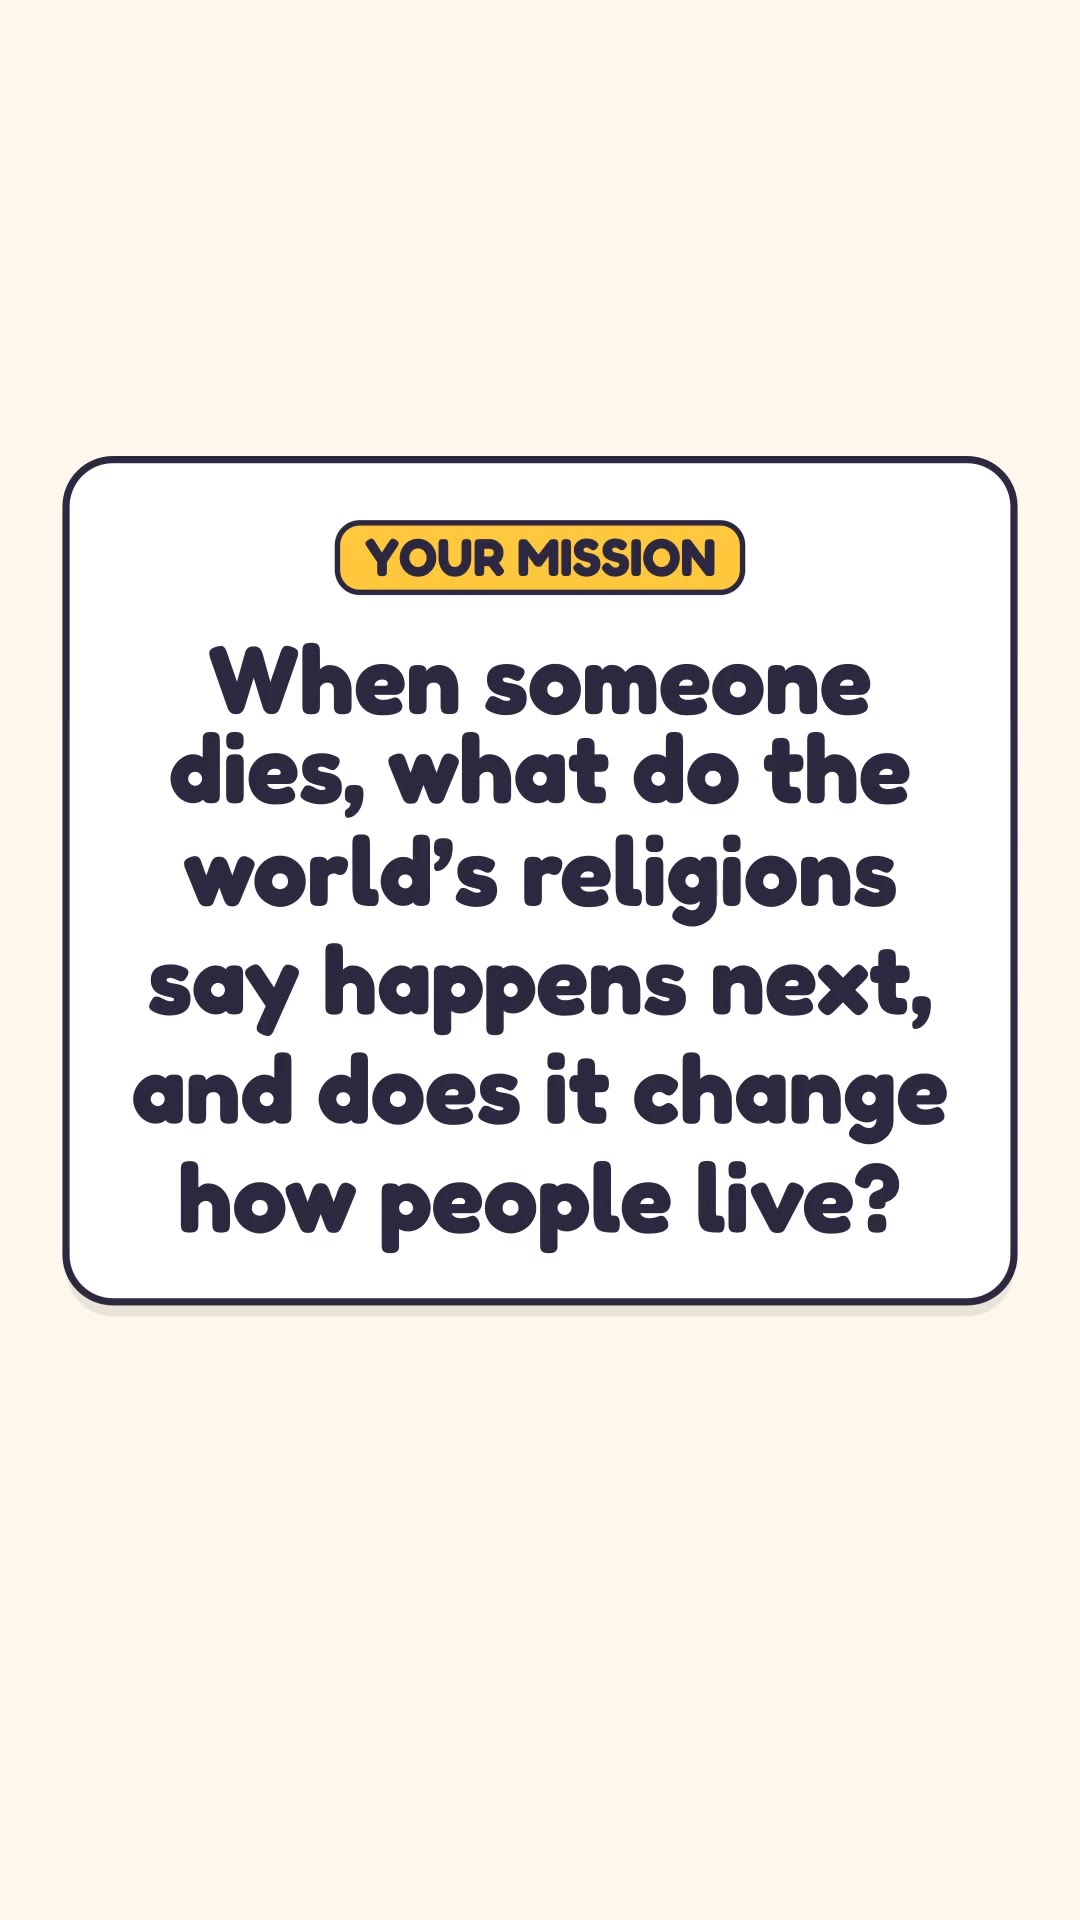 YOUR MISSION
When someone
dies, what do the
world’s religions
say happens next,
and does it change
how people live?